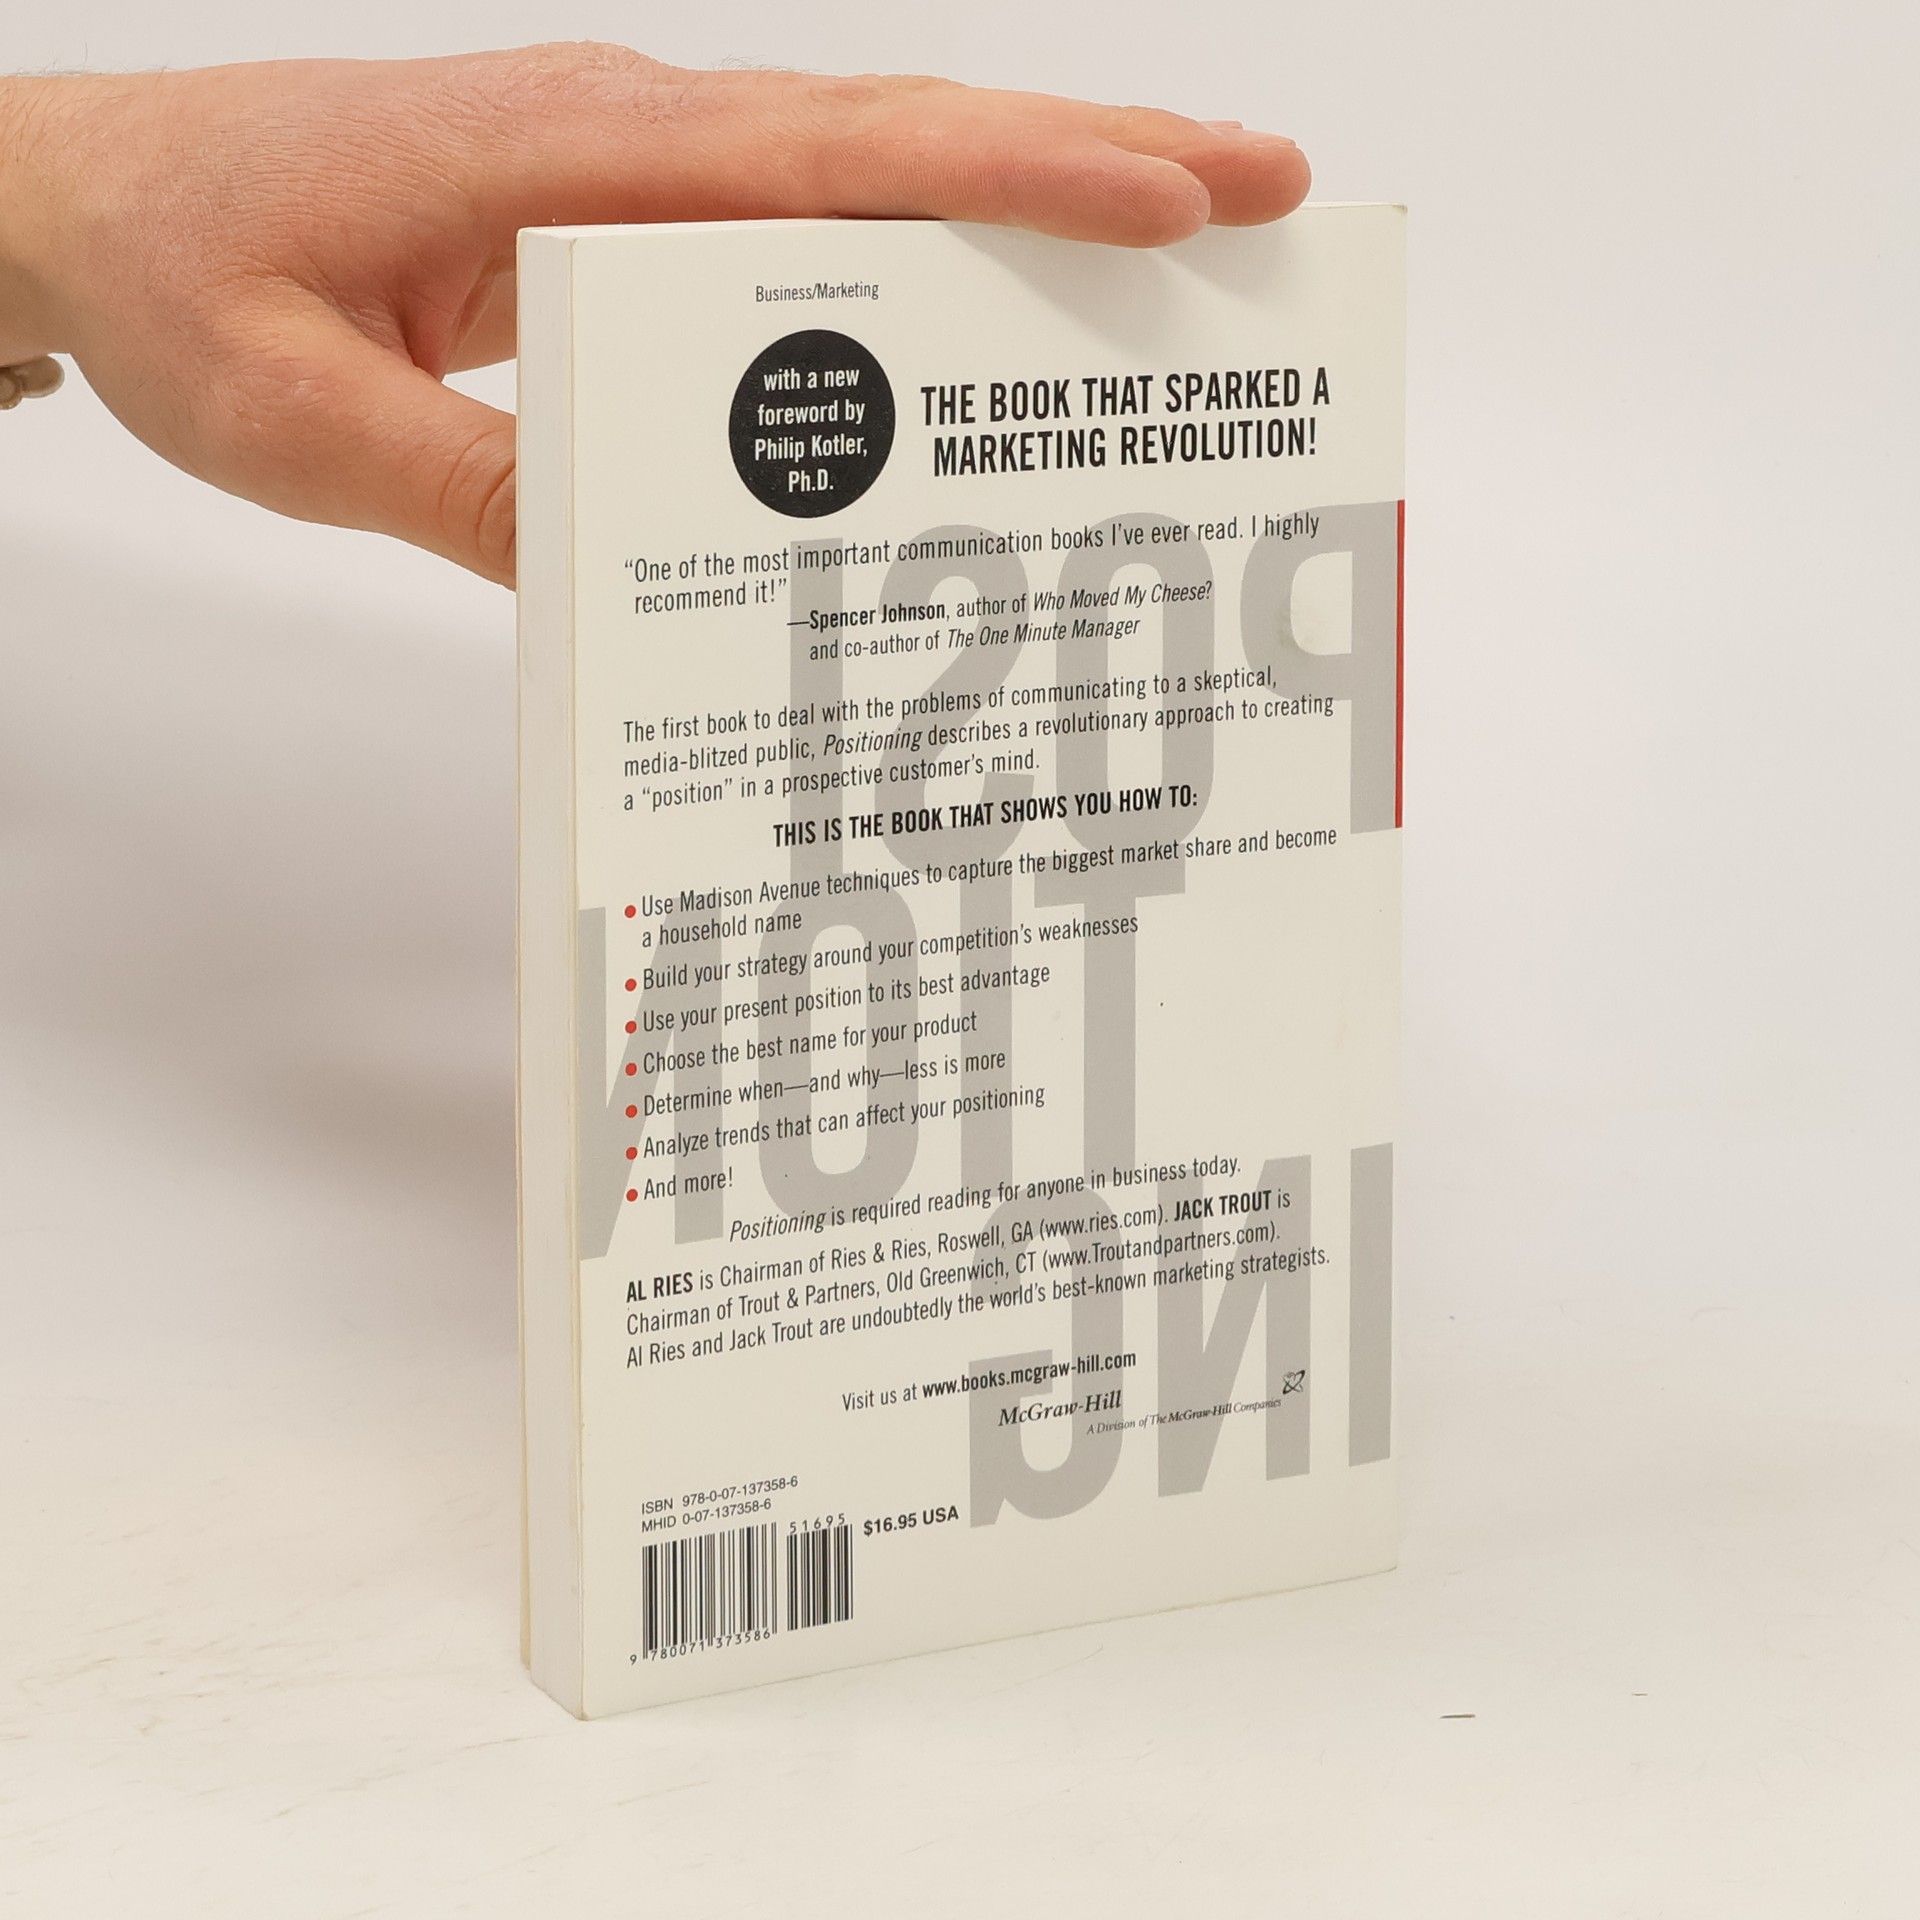 Business/Marketing
with a new
foreword by
Philip Kotler,
Ph.D.
THE BOOK THAT SPARKED A
MARKETING REVOLUTION!
“One of the most important communication books I’ve ever read. I highly
recommend it!”
—Spencer Johnson, author of Who Moved My Cheese?
and co-author of The One Minute Manager
The first book to deal with the problems of communicating to a skeptical,
media-blitzed public, Positioning describes a revolutionary approach to creating
a “position” in a prospective customer’s mind.
THIS IS THE BOOK THAT SHOWS YOU HOW TO:
● Use Madison Avenue techniques to capture the biggest market share and become
a household name
● Build your strategy around your competition’s weaknesses
● Use your present position to its best advantage
● Choose the best name for your product
● Determine when—and why—less is more
● Analyze trends that can affect your positioning
● And more!
Positioning is required reading for anyone in business today.
AL RIES is Chairman of Ries & Ries, Roswell, GA (www.ries.com). JACK TROUT is
Chairman of Trout & Partners, Old Greenwich, CT (www.Troutandpartners.com).
Al Ries and Jack Trout are undoubtedly the world’s best-known marketing strategists.
Visit us at www.books.mcgraw-hill.com
McGraw-Hill
A Division of The McGraw-Hill Companies
ISBN 978-0-07-137358-6
MHID 0-07-137358-6
51695
$16.95 USA
9 780071 373586
POSI
TION
ING